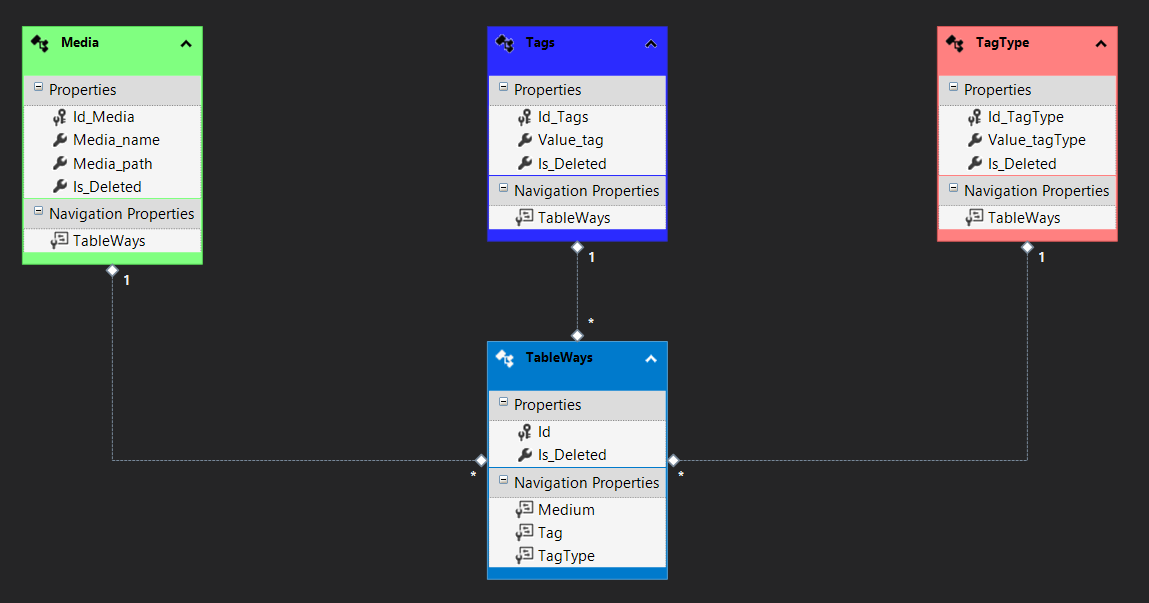 Media
Properties
Id_Media
Media_name
Media_path
Is_Deleted
Navigation Properties
TableWays
1
Tags
Properties
Id_Tags
Value_tag
Is_Deleted
Navigation Properties
TableWays
1
*
TagType
Properties
Id_TagType
Value_tagType
Is_Deleted
Navigation Properties
TableWays
1
TableWays
Properties
Id
Is_Deleted
Navigation Properties
Medium
Tag
TagType
*
*